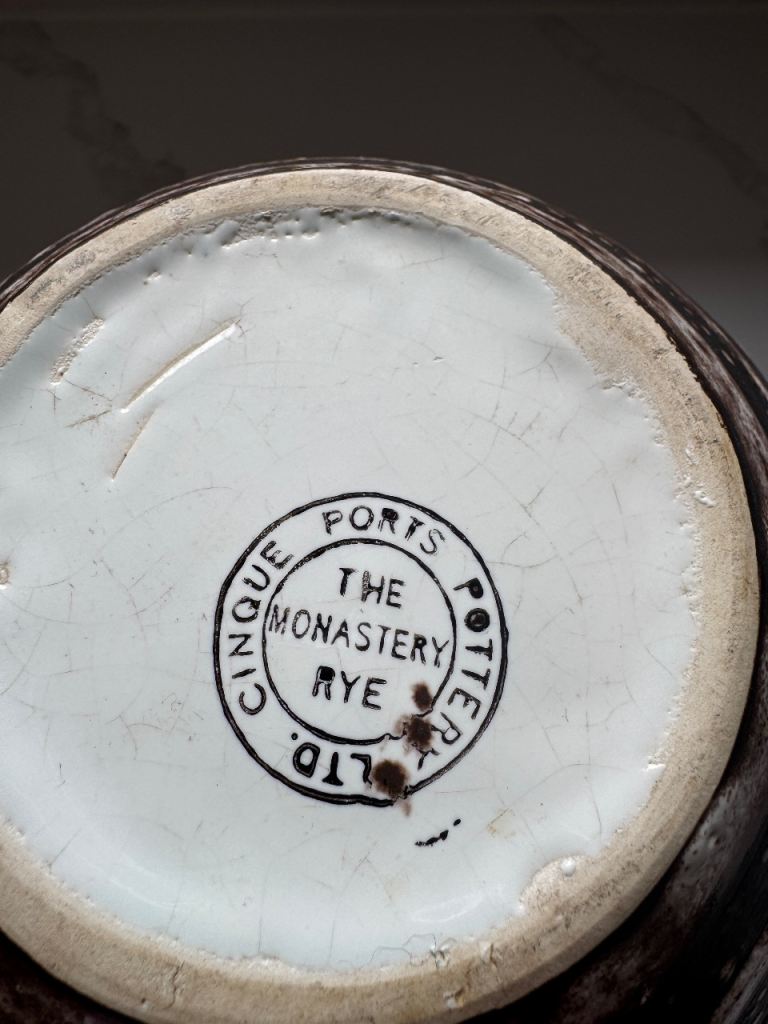 CINQUE PORTS POTTERY LTD.
THE
MONASTERY
RYE